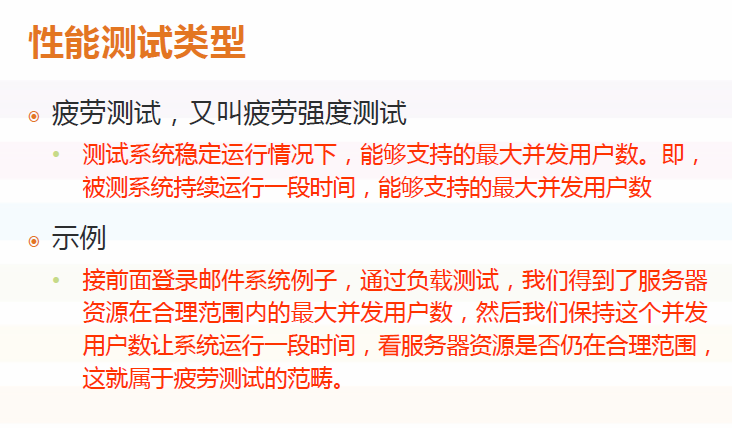 性能测试类型
疲劳测试，又叫疲劳强度测试
测试系统稳定运行情况下，能够支持的最大并发用户数。即，
被测系统持续运行一段时间，能够支持的最大并发用户数
示例
接前面登录邮件系统例子，通过负载测试，我们得到了服务器
资源在合理范围内的最大并发用户数，然后我们保持这个并发
用户数让系统运行一段时间，看服务器资源是否仍在合理范围，
这就属于疲劳测试的范畴。